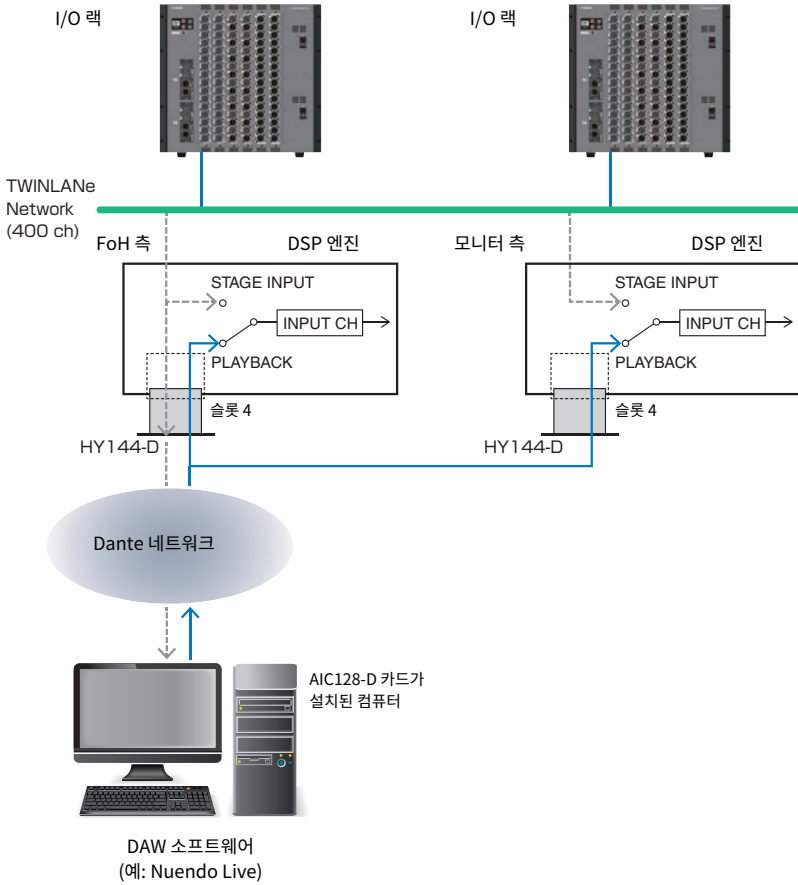 I/O 랙
I/O 랙
TWINLANe
Network
(400 ch)
FoH 측
DSP 엔진
모니터 측
DSP 엔진
STAGE INPUT
INPUT CH
PLAYBACK
STAGE INPUT
INPUT CH
PLAYBACK
슬롯 4
슬롯 4
HY144-D
HY144-D
Dante 네트워크
AIC128-D 카드가
설치된 컴퓨터
DAW 소프트웨어
(예: Nuendo Live)